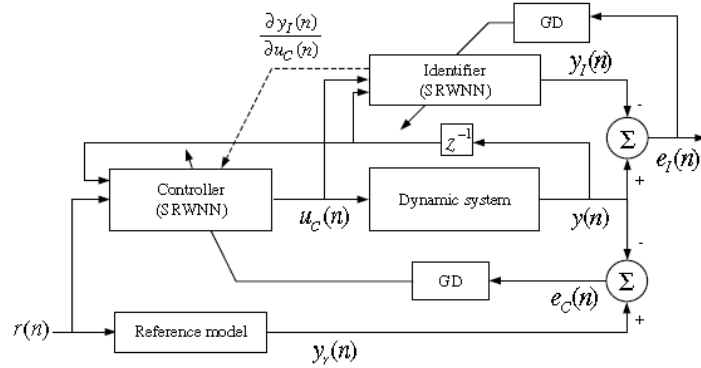 GD
∂y_I(n)
∂u_C(n)
Identifier
(SRWNN)
y_I(n)
-
Σ
e_I(n)
z^{-1}
+
Controller
(SRWNN)
u_C(n)
Dynamic system
y(n)
-
GD
e_C(n)
Σ
+
r(n)
Reference model
y_r(n)